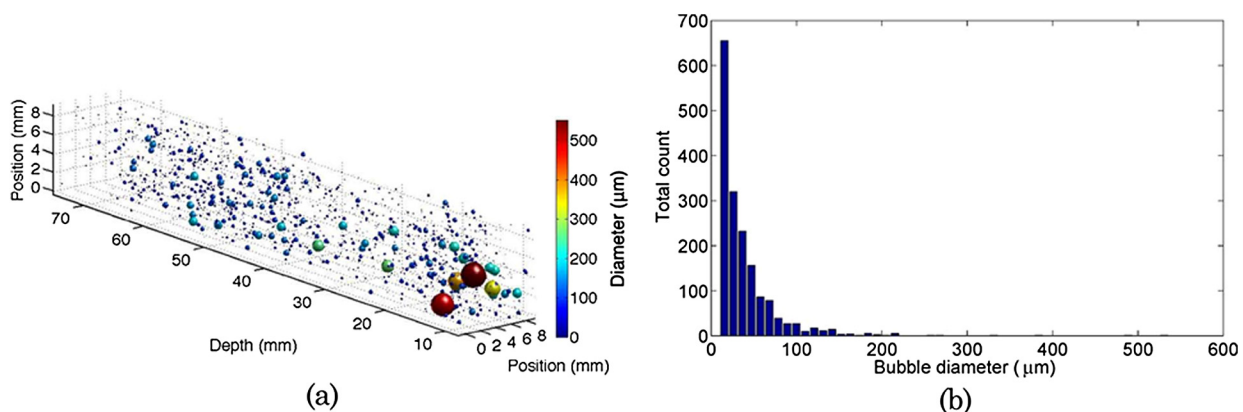 Position (mm)
8
6
4
2
0
70
60
50
40
30
20
10
Depth (mm)
0 2 4 6 8
Position (mm)
500
400
300
200
100
0
Diameter (μm)
(a)
700
600
500
400
300
200
100
0
Total count
0 100 200 300 400 500 600
Bubble diameter ( μm)
(b)